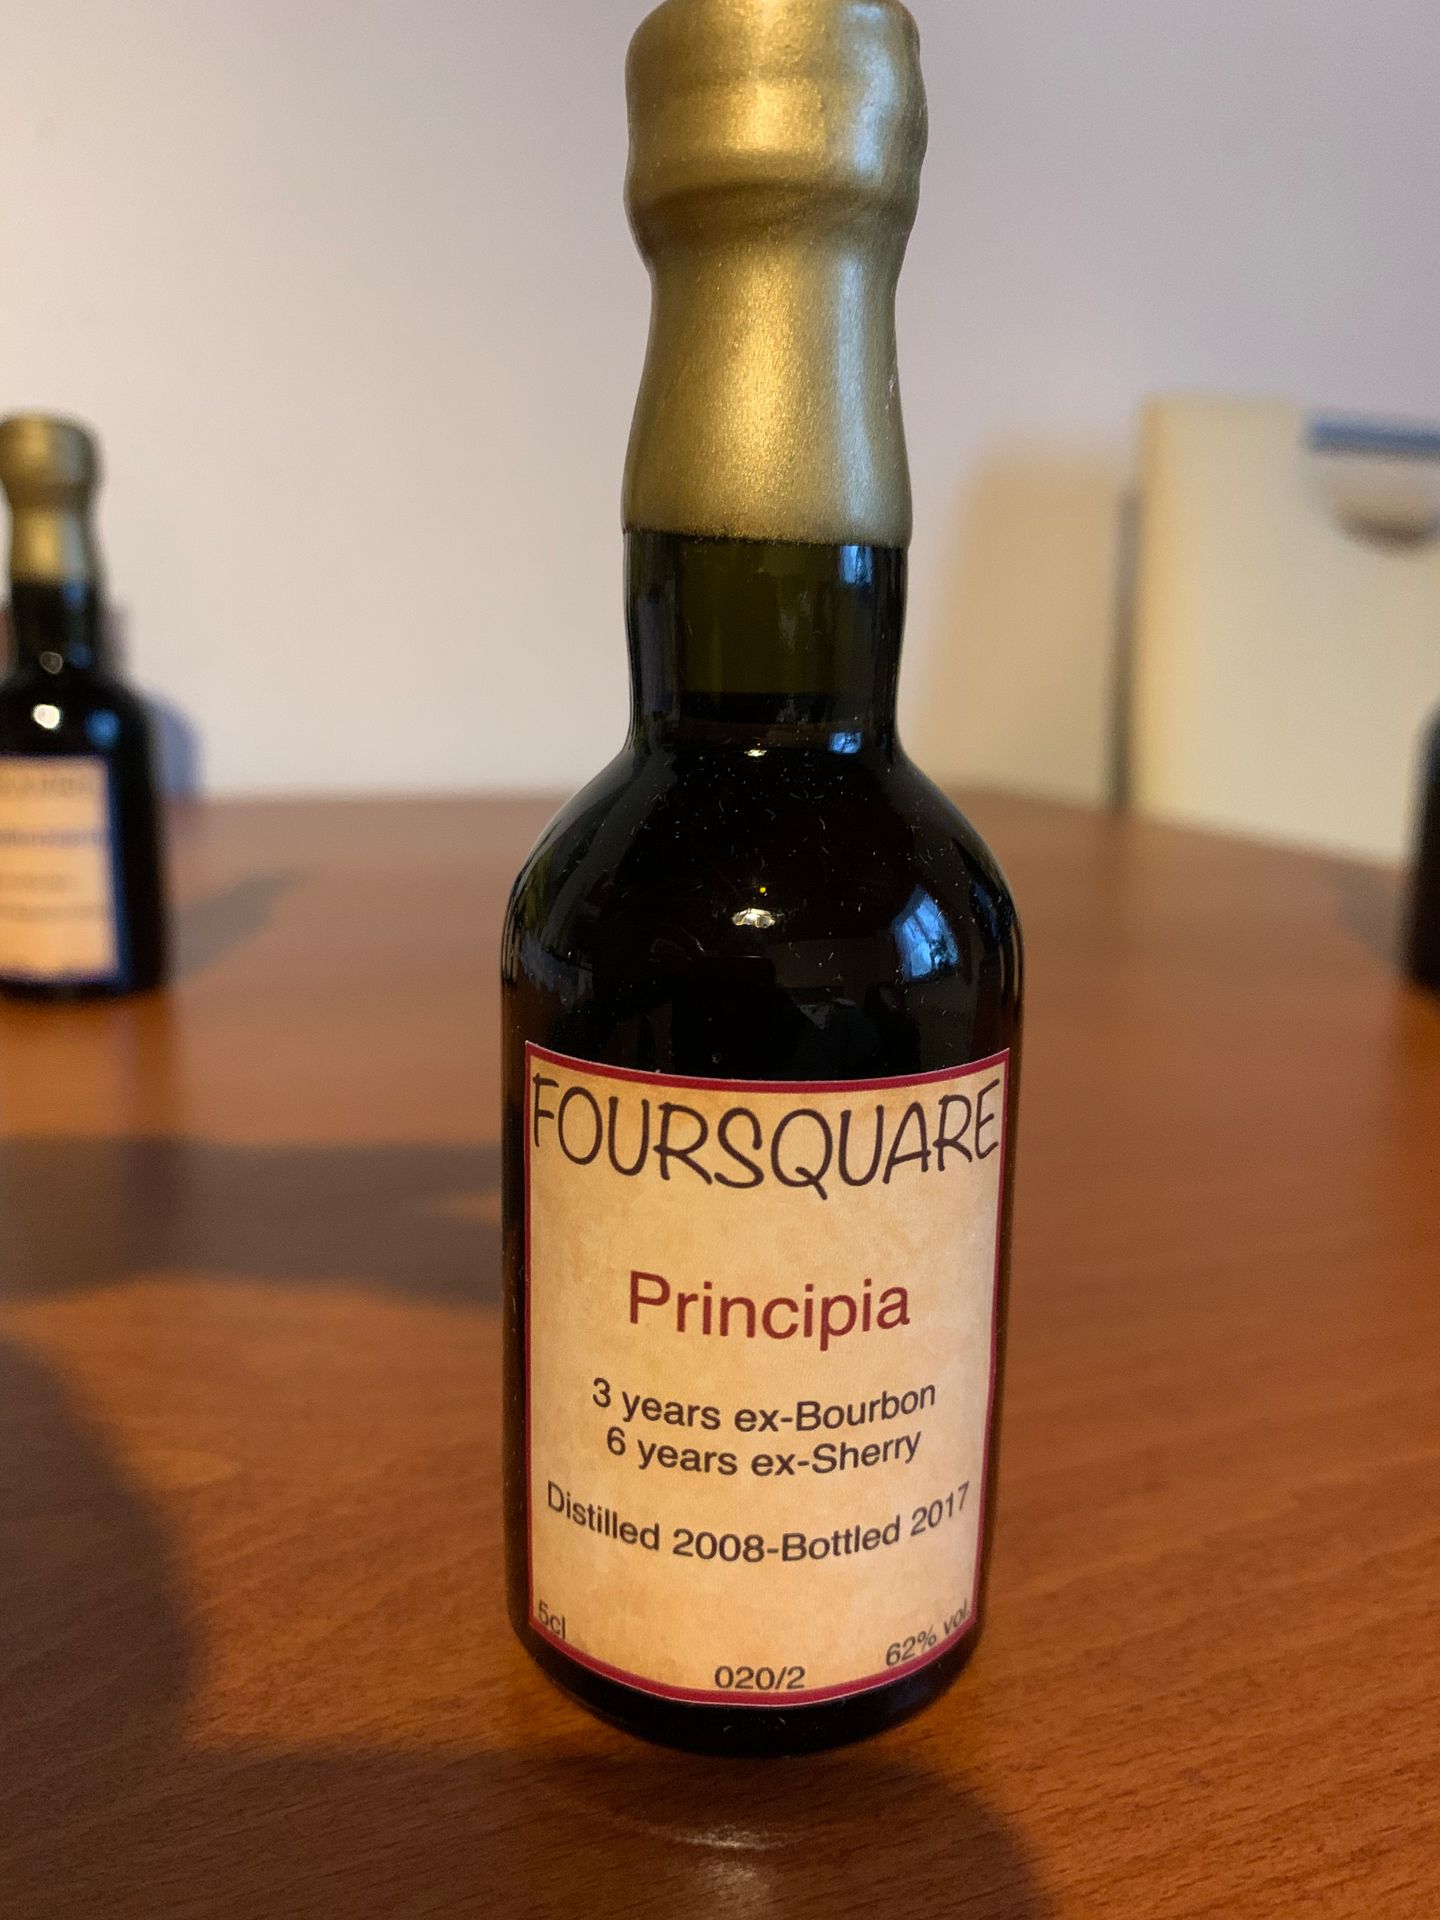 FOURSQUARE
Principia
3 years ex-Bourbon
6 years ex-Sherry
Distilled 2008-Bottled 2017
5cl
62% vol.
020/2